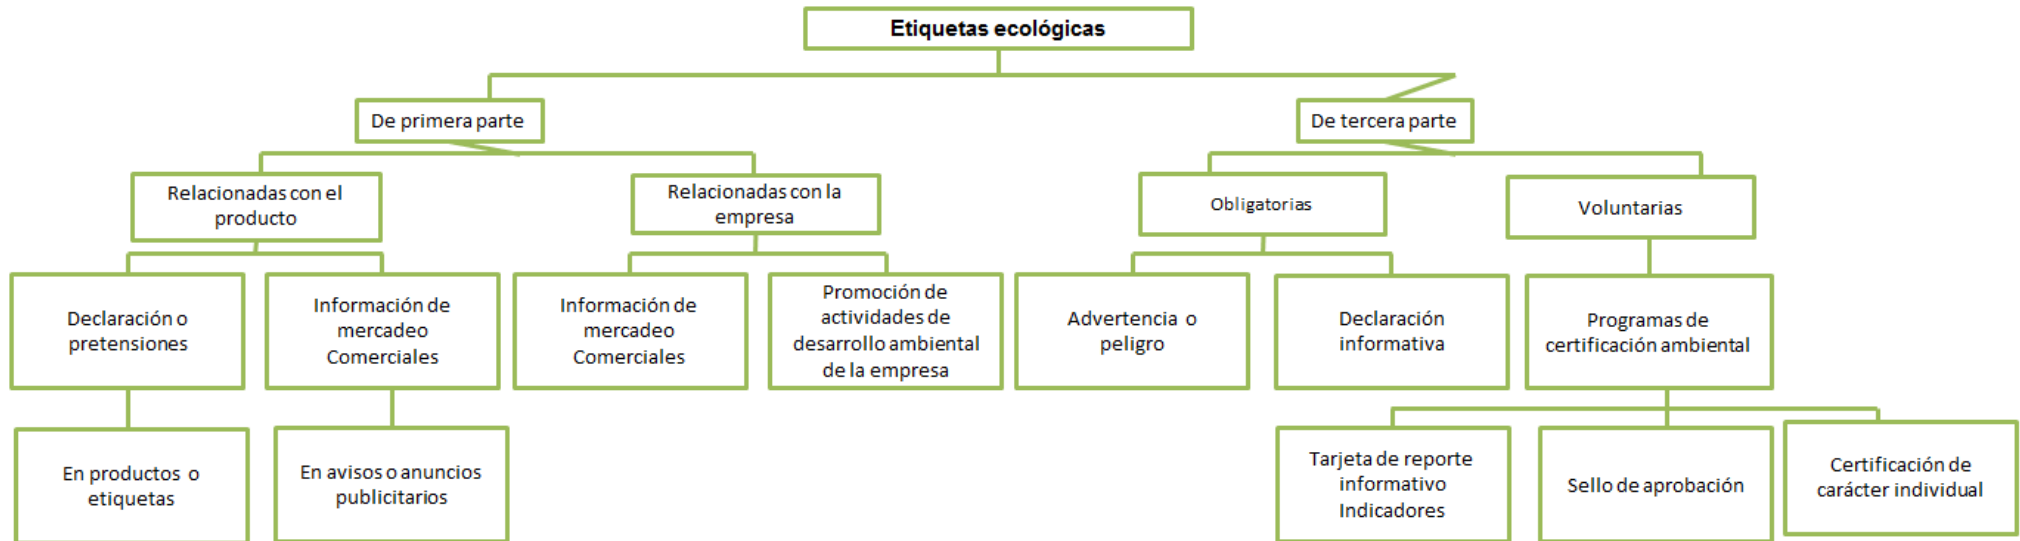 Etiquetas ecológicas
De primera parte
De tercera parte
Relacionadas con el
producto
Relacionadas con la
empresa
Obligatorias
Voluntarias
Declaración o
pretensiones
Información de
mercadeo
Comerciales
Información de
mercadeo
Comerciales
Promoción de
actividades de
desarrollo ambiental
de la empresa
Advertencia o
peligro
Declaración
informativa
Programas de
certificación ambiental
En productos o
etiquetas
En avisos o anuncios
publicitarios
Tarjeta de reporte
informativo
Indicadores
Sello de aprobación
Certificación de
carácter individual